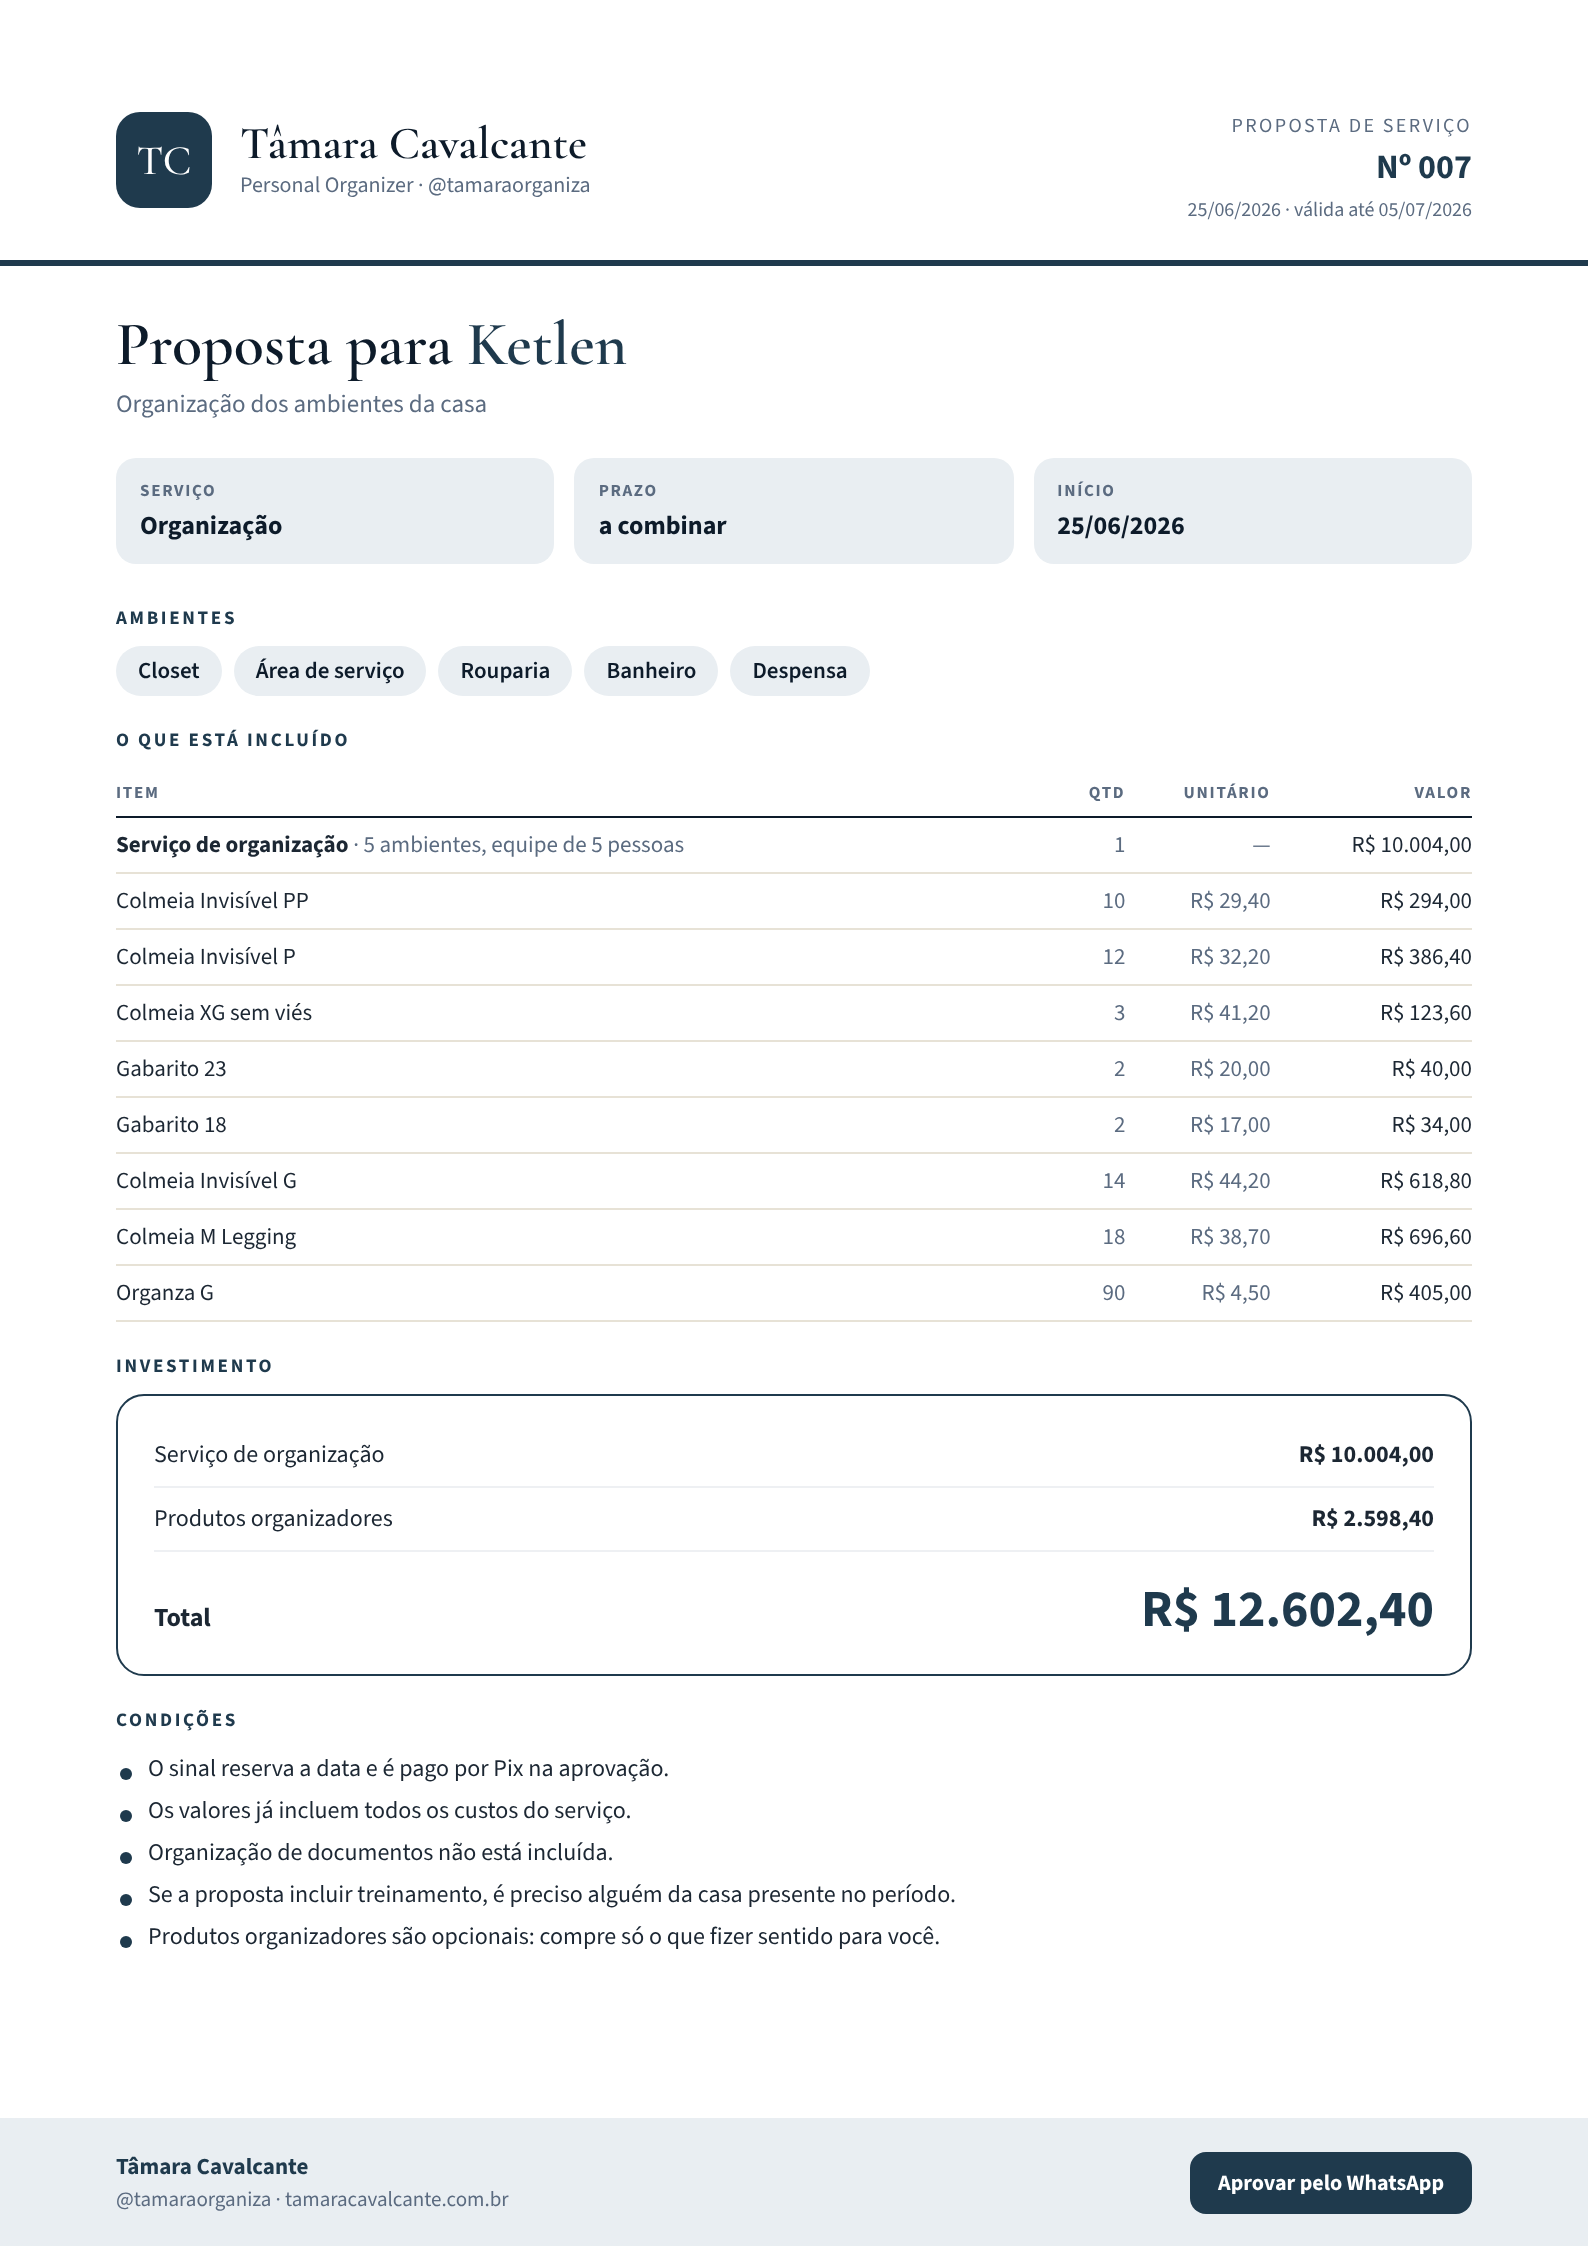 TC
Tâmara Cavalcante
Personal Organizer · @tamaraorganiza
PROPOSTA DE SERVIÇO
Nº 007
25/06/2026 · válida até 05/07/2026
Proposta para Ketlen
Organização dos ambientes da casa
SERVIÇO
Organização
PRAZO
a combinar
INÍCIO
25/06/2026
AMBIENTES
Closet Área de serviço Rouparia Banheiro Despensa
O QUE ESTÁ INCLUÍDO
ITEM QTD UNITÁRIO VALOR
Serviço de organização · 5 ambientes, equipe de 5 pessoas 1 — R$ 10.004,00
Colmeia Invisível PP 10 R$ 29,40 R$ 294,00
Colmeia Invisível P 12 R$ 32,20 R$ 386,40
Colmeia XG sem viés 3 R$ 41,20 R$ 123,60
Gabarito 23 2 R$ 20,00 R$ 40,00
Gabarito 18 2 R$ 17,00 R$ 34,00
Colmeia Invisível G 14 R$ 44,20 R$ 618,80
Colmeia M Legging 18 R$ 38,70 R$ 696,60
Organza G 90 R$ 4,50 R$ 405,00
INVESTIMENTO
Serviço de organização R$ 10.004,00
Produtos organizadores R$ 2.598,40
Total R$ 12.602,40
CONDIÇÕES
● O sinal reserva a data e é pago por Pix na aprovação.
● Os valores já incluem todos os custos do serviço.
● Organização de documentos não está incluída.
● Se a proposta incluir treinamento, é preciso alguém da casa presente no período.
● Produtos organizadores são opcionais: compre só o que fizer sentido para você.
Tâmara Cavalcante
@tamaraorganiza · tamaracavalcante.com.br
Aprovar pelo WhatsApp